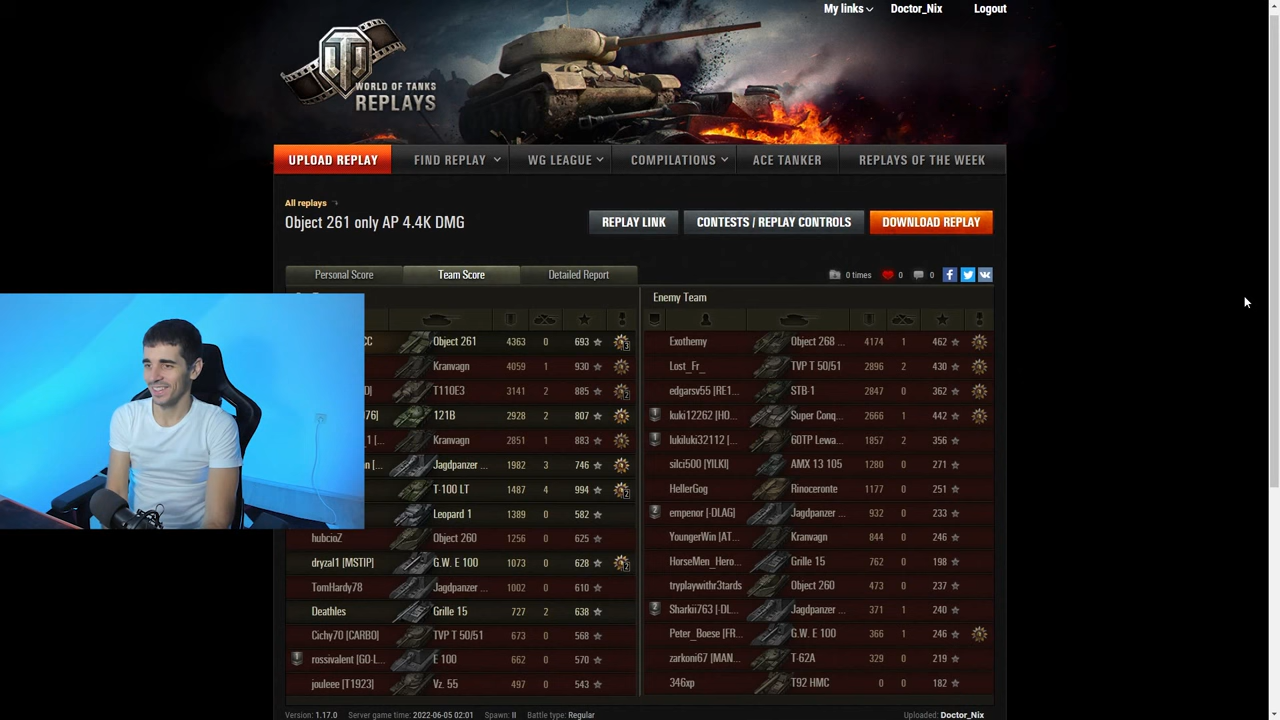 My links Doctor_Nix Logout
WORLD OF TANKS
REPLAYS
UPLOAD REPLAY FIND REPLAY WG LEAGUE COMPILATIONS ACE TANKER REPLAYS OF THE WEEK
All replays
Object 261 only AP 4.4K DMG
REPLAY LINK CONTESTS / REPLAY CONTROLS DOWNLOAD REPLAY
Personal Score Team Score Detailed Report 0 times 0 0
Enemy Team
Object 261 4363 0 693 3
Kranvagn 4059 1 930
T110E3 3141 2 885 2
76] 121B 2928 2 807
Kranvagn 2851 1 883
Jagdpanzer ... 1982 3 746
T-100 LT 1487 4 994 2
Leopard 1 1389 0 582
hubcioZ Object 260 1256 0 625
dryzal1 [MSTIP] G.W. E 100 1073 0 628 2
TomHardy78 Jagdpanzer ... 1002 0 610
Deathles Grille 15 727 2 638
Cichy70 [CARBO] TVP T 50/51 673 0 568
rossivalent [GO-L... E 100 662 0 570
jouleee [T1923] Vz. 55 497 0 543
Exothemy Object 268 ... 4174 1 462
Lost_Fr_ TVP T 50/51 2896 2 430
edgarsv55 [RE1... STB-1 2847 0 362
kuki12262 [HO... Super Conq... 2666 1 442
lukiluki32112 [... 60TP Lewa... 1857 2 356
silci500 [YILKI] AMX 13 105 1280 0 271
HellerGog Rinoceronte 1177 0 251
2 empenor [-DLAG] Jagdpanzer ... 932 0 233
YoungerWin [AT... Kranvagn 844 0 246
HorseMen_Hero... Grille 15 762 0 198
tryplaywithr3tards Object 260 473 0 237
2 Sharkii763 [-DL... Jagdpanzer ... 371 1 240
Peter_Boese [FR... G.W. E 100 366 1 246
zarkoni67 [MAN... T-62A 329 0 219
346xp T92 HMC 0 0 182
Version: 1.17.0 Server game time: 2022-06-05 02:01 Spawn: II Battle type: Regular Uploaded: Doctor_Nix